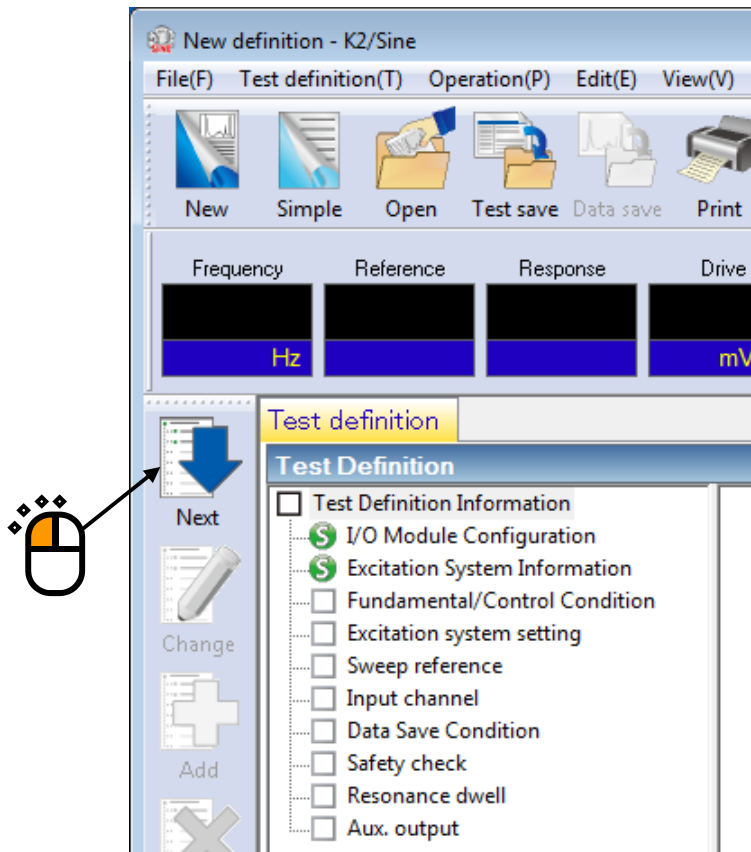 SINE New definition - K2/Sine
File(F) Test definition(T) Operation(P) Edit(E) View(V)
New Simple Open Test save Data save Print
Frequency Reference Response Drive
Hz mV
Test definition
Test Definition
Next
Change
Add
Test Definition Information
S I/O Module Configuration
S Excitation System Information
Fundamental/Control Condition
Excitation system setting
Sweep reference
Input channel
Data Save Condition
Safety check
Resonance dwell
Aux. output